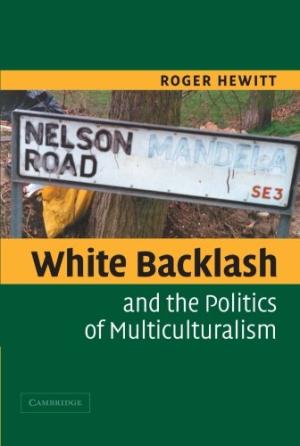 ROGER HEWITT
NELSON MANDELA
ROAD
SE3
White Backlash
and the Politics
of Multiculturalism
CAMBRIDGE